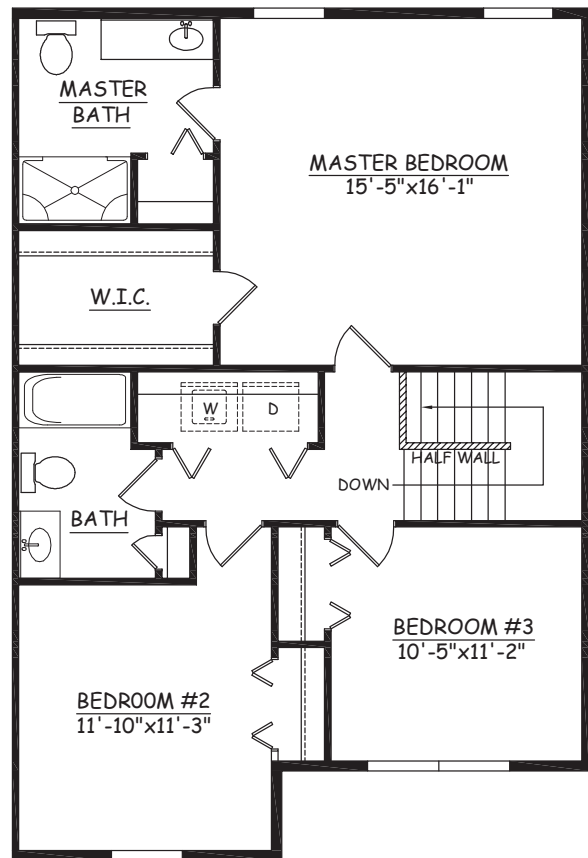 MASTER
BATH
MASTER BEDROOM
15'-5"x16'-1"
W.I.C.
W
D
HALF WALL
DOWN
BATH
BEDROOM #3
10'-5"x11'-2"
BEDROOM #2
11'-10"x11'-3"